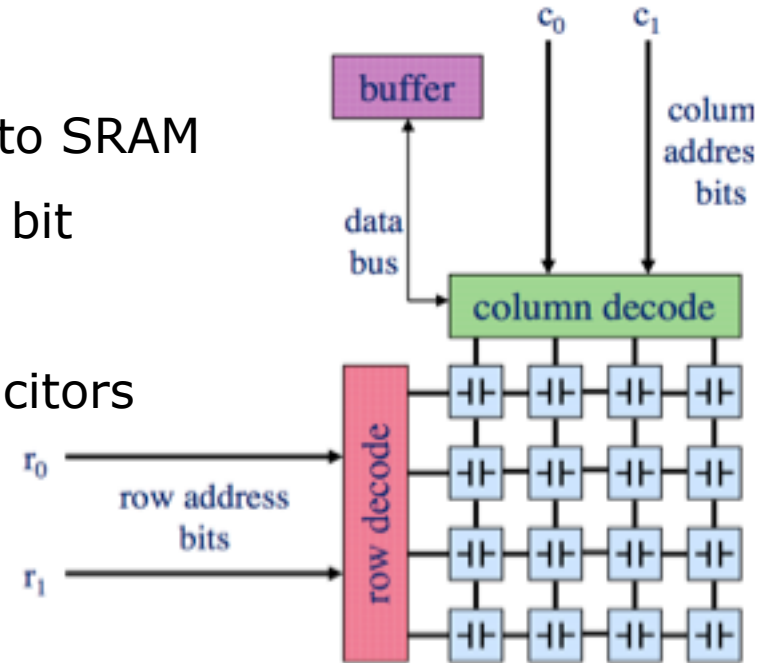 to SRAM
bit
citors
c₀
c₁
buffer
colum
addres
bits
data
bus
column decode
row decode
r₀
row address
bits
r₁